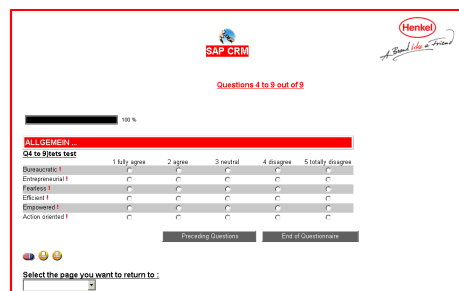 Henkel
A Brand like a Friend
SAP CRM
Questions 4 to 9 out of 9
100 %
ALLGEMEIN ...
Q4 to 9)tets test
1 fully agree 2 agree 3 neutral 4 disagree 5 totally disagree
Bureaucratic !
Entrepreneurial !
Fearless !
Efficient !
Empowered !
Action oriented !
Preceding Questions End of Questionnaire
Select the page you want to return to :